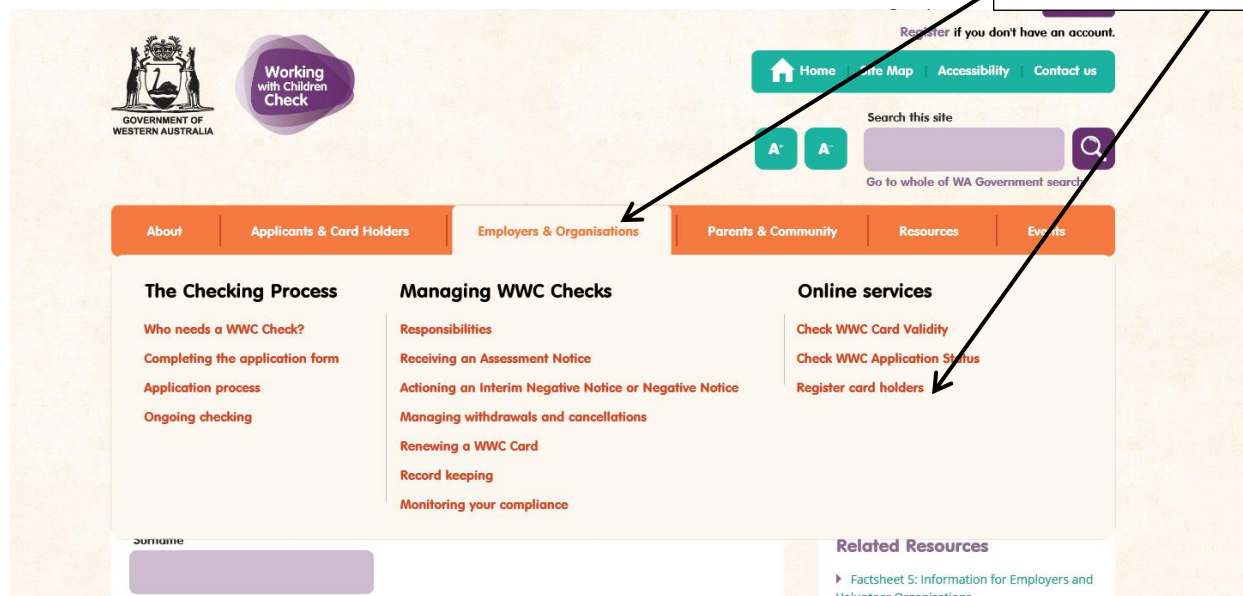 Register if you don't have an account.
Working
with Children
Check
GOVERNMENT OF
WESTERN AUSTRALIA
Home Site Map Accessibility Contact us
Search this site
A+ A-
Go to whole of WA Government search
About Applicants & Card Holders Employers & Organisations Parents & Community Resources Events
The Checking Process
Who needs a WWC Check?
Completing the application form
Application process
Ongoing checking
Managing WWC Checks
Responsibilities
Receiving an Assessment Notice
Actioning an Interim Negative Notice or Negative Notice
Managing withdrawals and cancellations
Renewing a WWC Card
Record keeping
Monitoring your compliance
Online services
Check WWC Card Validity
Check WWC Application Status
Register card holders
Surname
Related Resources
Factsheet 5: Information for Employers and
Volunteer Organisations